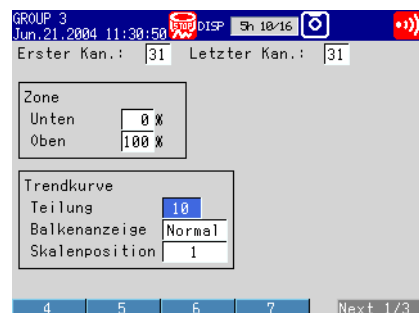 GROUP 3
Jun.21.2004 11:30:50 STOP DISP 5h 10/16
Erster Kan.: 31 Letzter Kan.: 31
Zone
Unten 0 %
Oben 100 %
Trendkurve
Teilung 10
Balkenanzeige Normal
Skalenposition 1
4 5 6 7 Next 1/3